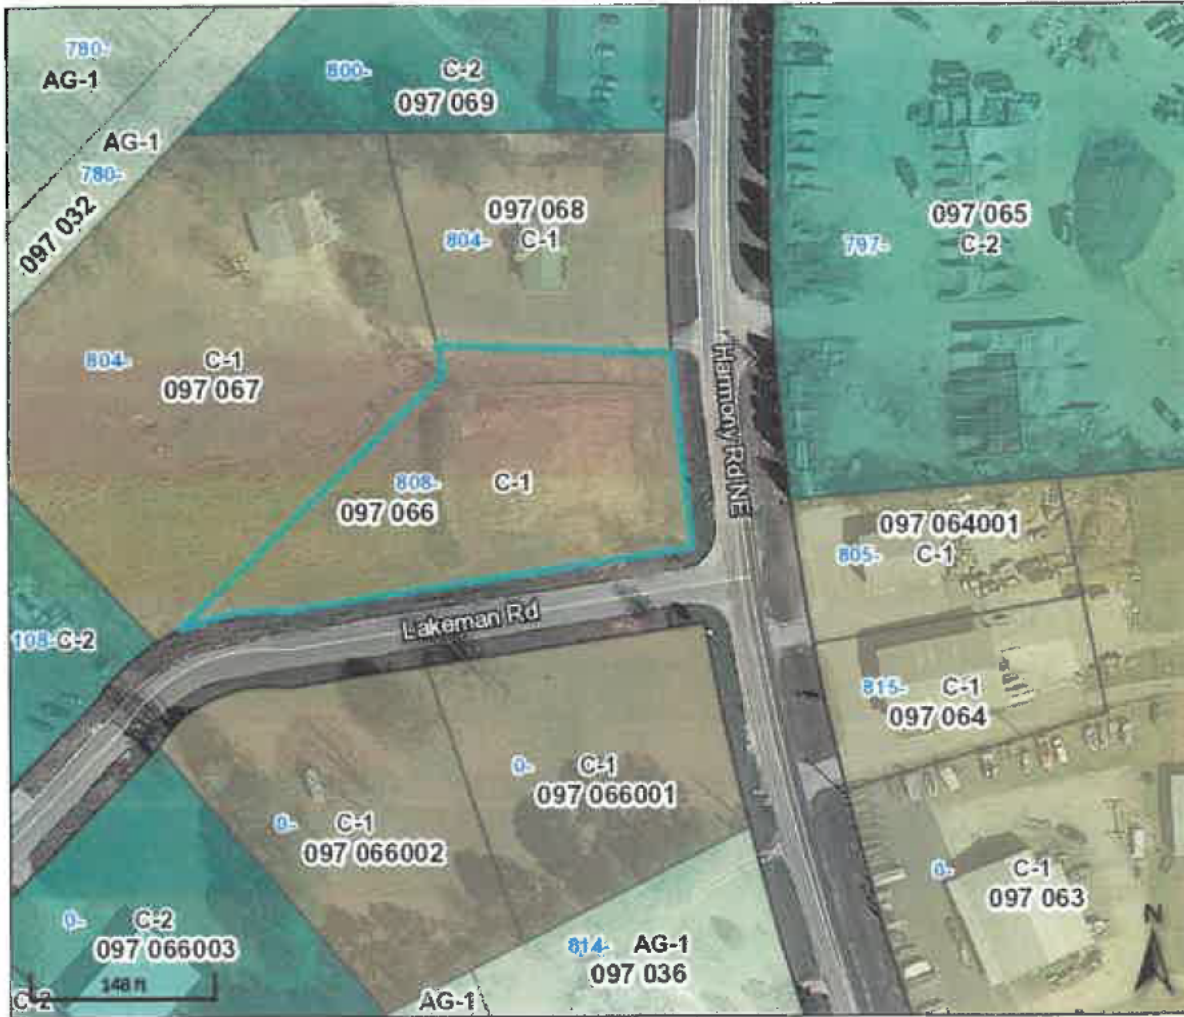 780-
AG-1
800- C-2
097 069
AG-1
780-
097 032
097 068
804- C-1
097 065
797- C-2
804- C-1
097 067
Harmony Rd NE
808- C-1
097 066
097 064001
805- C-1
Lakeman Rd
108- C-2
815- C-1
097 064
0- C-1
097 066001
0- C-1
097 066002
0- C-1
097 063
0- C-2
097 066003
814- AG-1
097 036
N
148 ft
C-2
AG-1